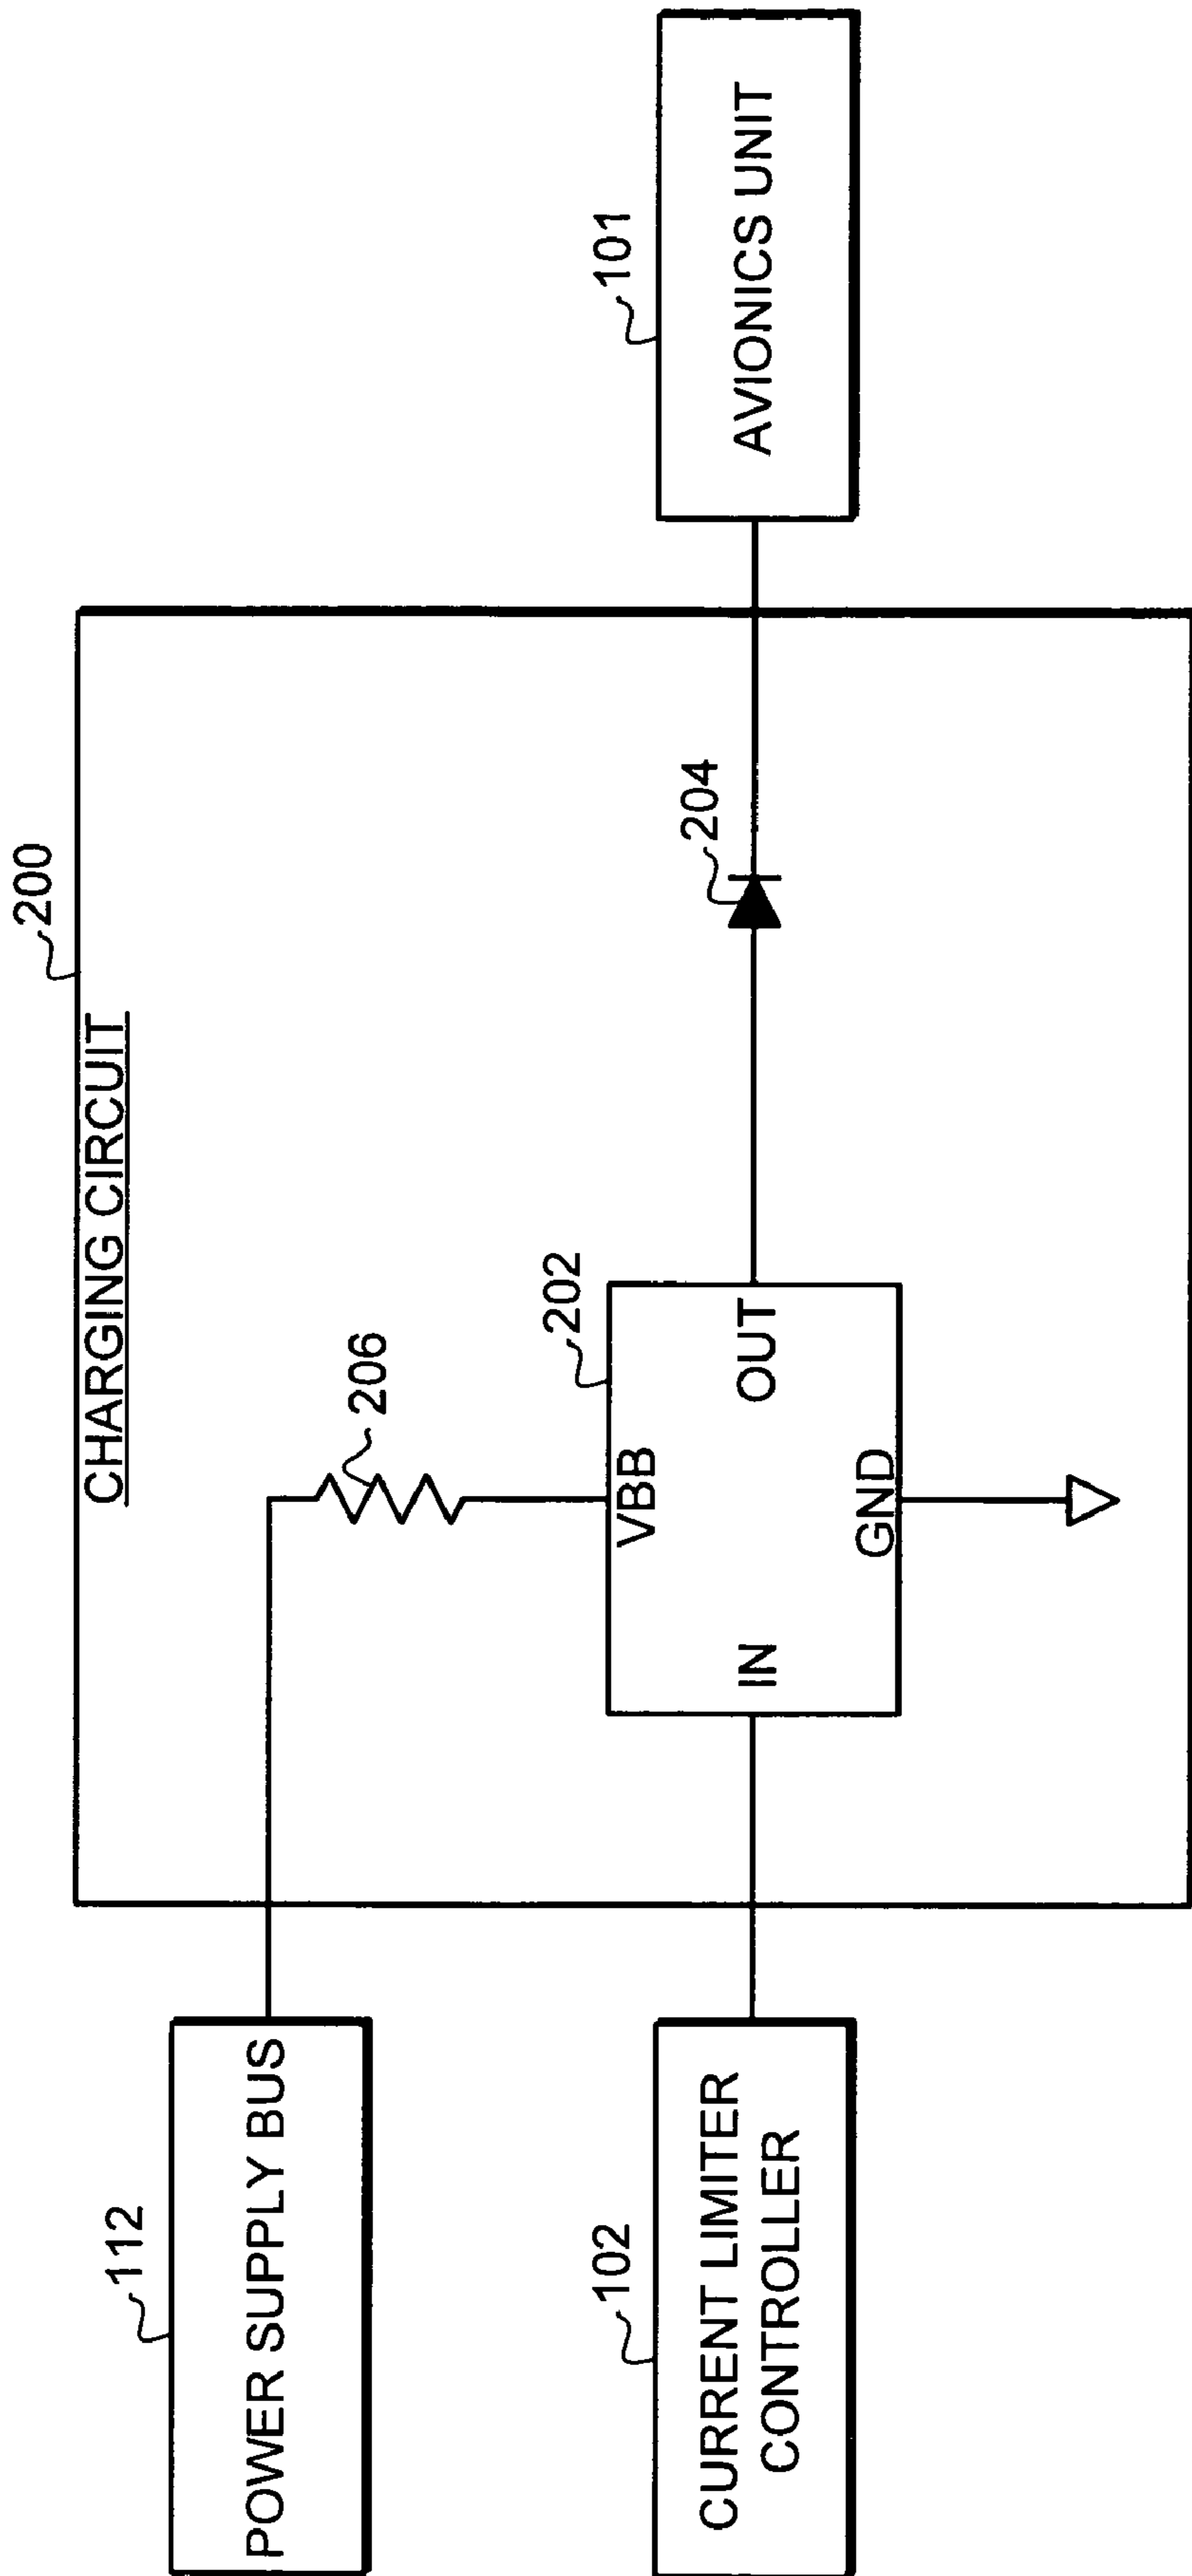 200
CHARGING CIRCUIT
112
POWER SUPPLY BUS
206
202
VBB
IN
OUT
GND
204
101
AVIONICS UNIT
102
CURRENT LIMITER
CONTROLLER